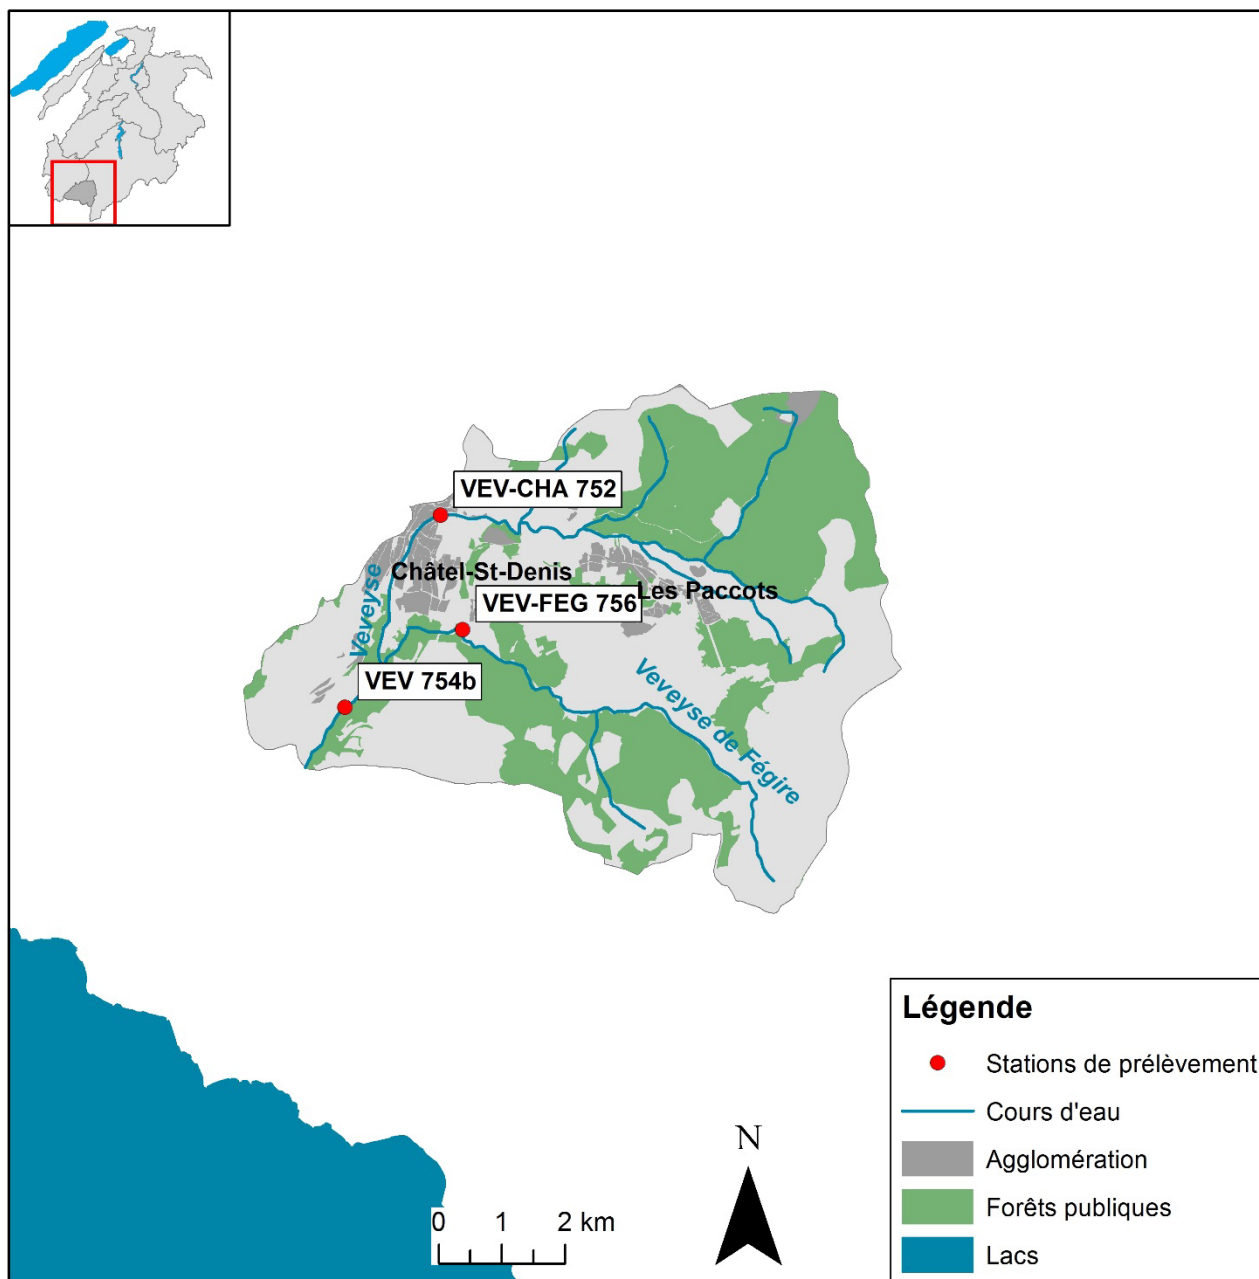 VEV-CHA 752
Châtel-St-Denis
VEV-FEG 756
Les Paccots
Veveyse
VEV 754b
Veveyse de Fégire
Légende
Stations de prélèvement
Cours d'eau
Agglomération
Forêts publiques
Lacs
N
0 1 2 km